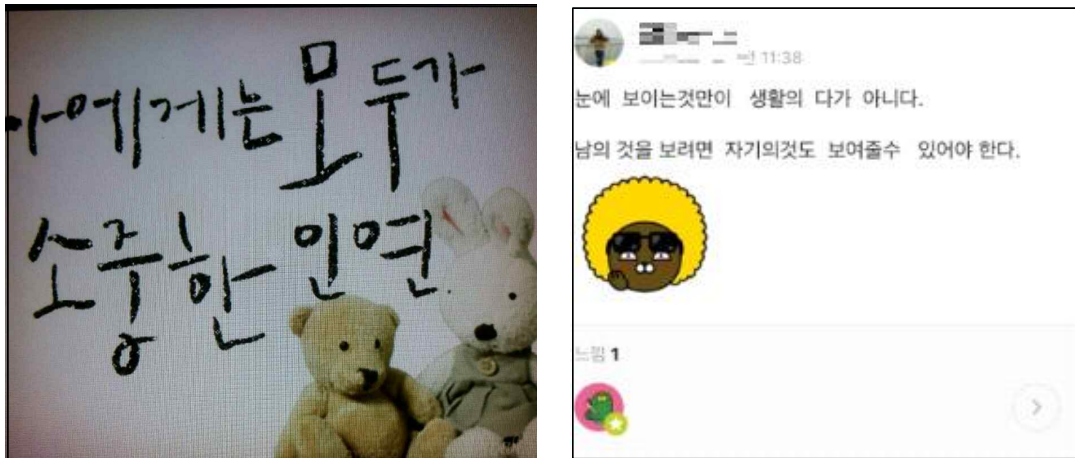 나에게는 모두가
소중한 인연.
11:38
눈에 보이는것만이 생활의 다가 아니다.
남의 것을 보려면 자기의것도 보여줄수 있어야 한다.
느낌 1